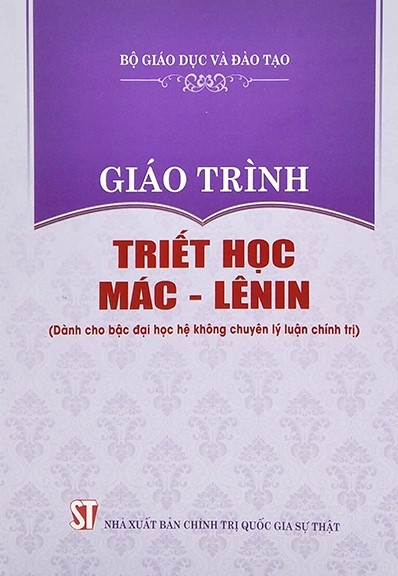 BỘ GIÁO DỤC VÀ ĐÀO TẠO
GIÁO TRÌNH
TRIẾT HỌC
MÁC - LÊNIN
(Dành cho bậc đại học hệ không chuyên lý luận chính trị)
ST
NHÀ XUẤT BẢN CHÍNH TRỊ QUỐC GIA SỰ THẬT